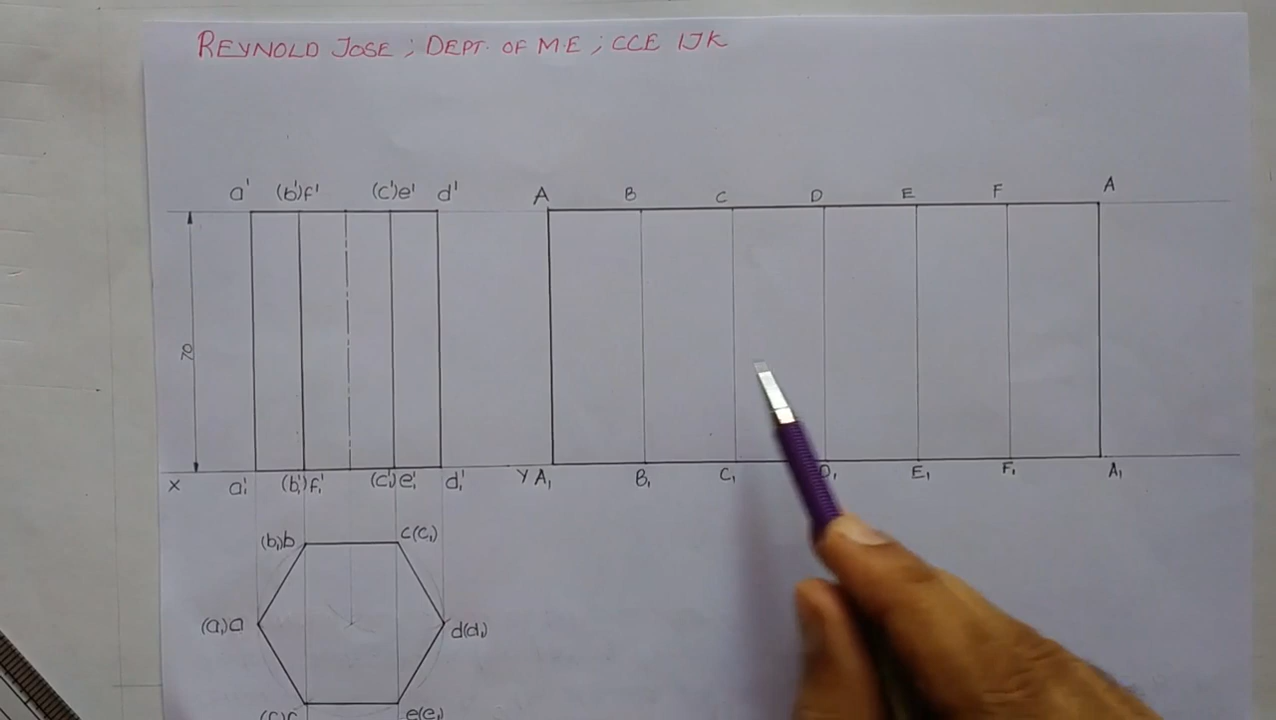 REYNOLD JOSE ; DEPT. OF M.E ; CCE IJK
a' (b')f' (c')e' d' A B C D E F A
70
X a₁' (b₁')f₁' (c₁')e₁' d₁' Y A₁ B₁ C₁ D₁ E₁ F₁ A₁
(b₁)b c(c₁)
(a₁)a d(d₁)
e(e₁)